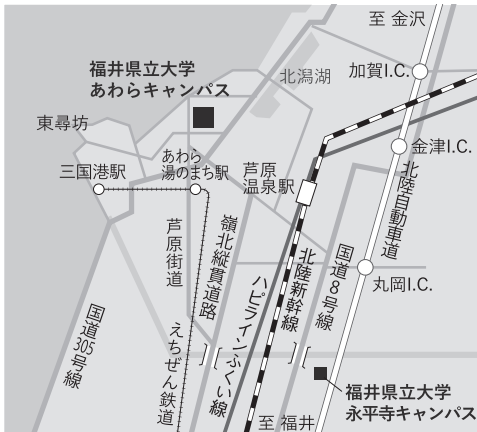 至 金沢
加賀I.C.
福井県立大学
あわらキャンパス
北潟湖
東尋坊
金津I.C.
三国港駅
あわら
湯のまち駅
芦原
温泉駅
北陸自動車道
芦原街道
嶺北縦貫道路
ハピラインふくい線
北陸新幹線
国道8号線
丸岡I.C.
国道305号線
えちぜん鉄道
至 福井
福井県立大学
永平寺キャンパス